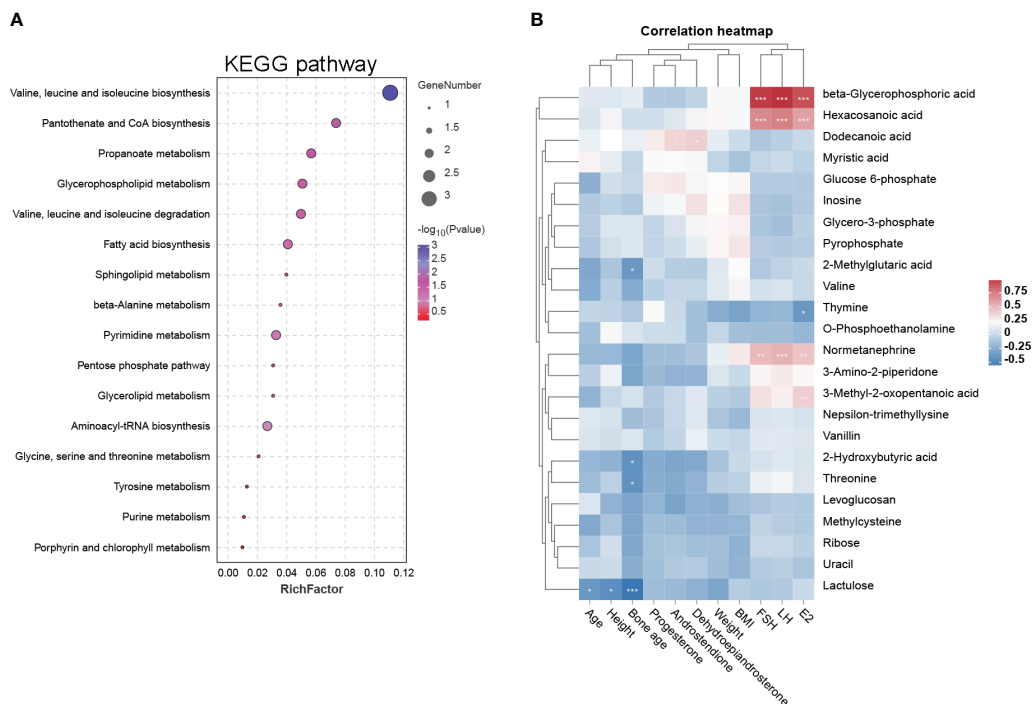 A
KEGG pathway
Valine, leucine and isoleucine biosynthesis
Pantothenate and CoA biosynthesis
Propanoate metabolism
Glycerophospholipid metabolism
Valine, leucine and isoleucine degradation
Fatty acid biosynthesis
Sphingolipid metabolism
beta-Alanine metabolism
Pyrimidine metabolism
Pentose phosphate pathway
Glycerolipid metabolism
Aminoacyl-tRNA biosynthesis
Glycine, serine and threonine metabolism
Tyrosine metabolism
Purine metabolism
Porphyrin and chlorophyll metabolism
0.00 0.02 0.04 0.06 0.08 0.10 0.12
RichFactor
GeneNumber
1
1.5
2
2.5
3
-log10(Pvalue)
3
2.5
2
1.5
1
0.5
B
Correlation heatmap
beta-Glycerophosphoric acid
Hexacosanoic acid
Dodecanoic acid
Myristic acid
Glucose 6-phosphate
Inosine
Glycero-3-phosphate
Pyrophosphate
2-Methylglutaric acid
Valine
Thymine
O-Phosphoethanolamine
Normetanephrine
3-Amino-2-piperidone
3-Methyl-2-oxopentanoic acid
Nepsilon-trimethyllysine
Vanillin
2-Hydroxybutyric acid
Threonine
Levoglucosan
Methylcysteine
Ribose
Uracil
Lactulose
Age
Height
Bone age
Progesterone
Androstendione
Dehydroepiandrosterone
Weight
BMI
FSH
LH
E2
0.75
0.25
-0.25
-0.5